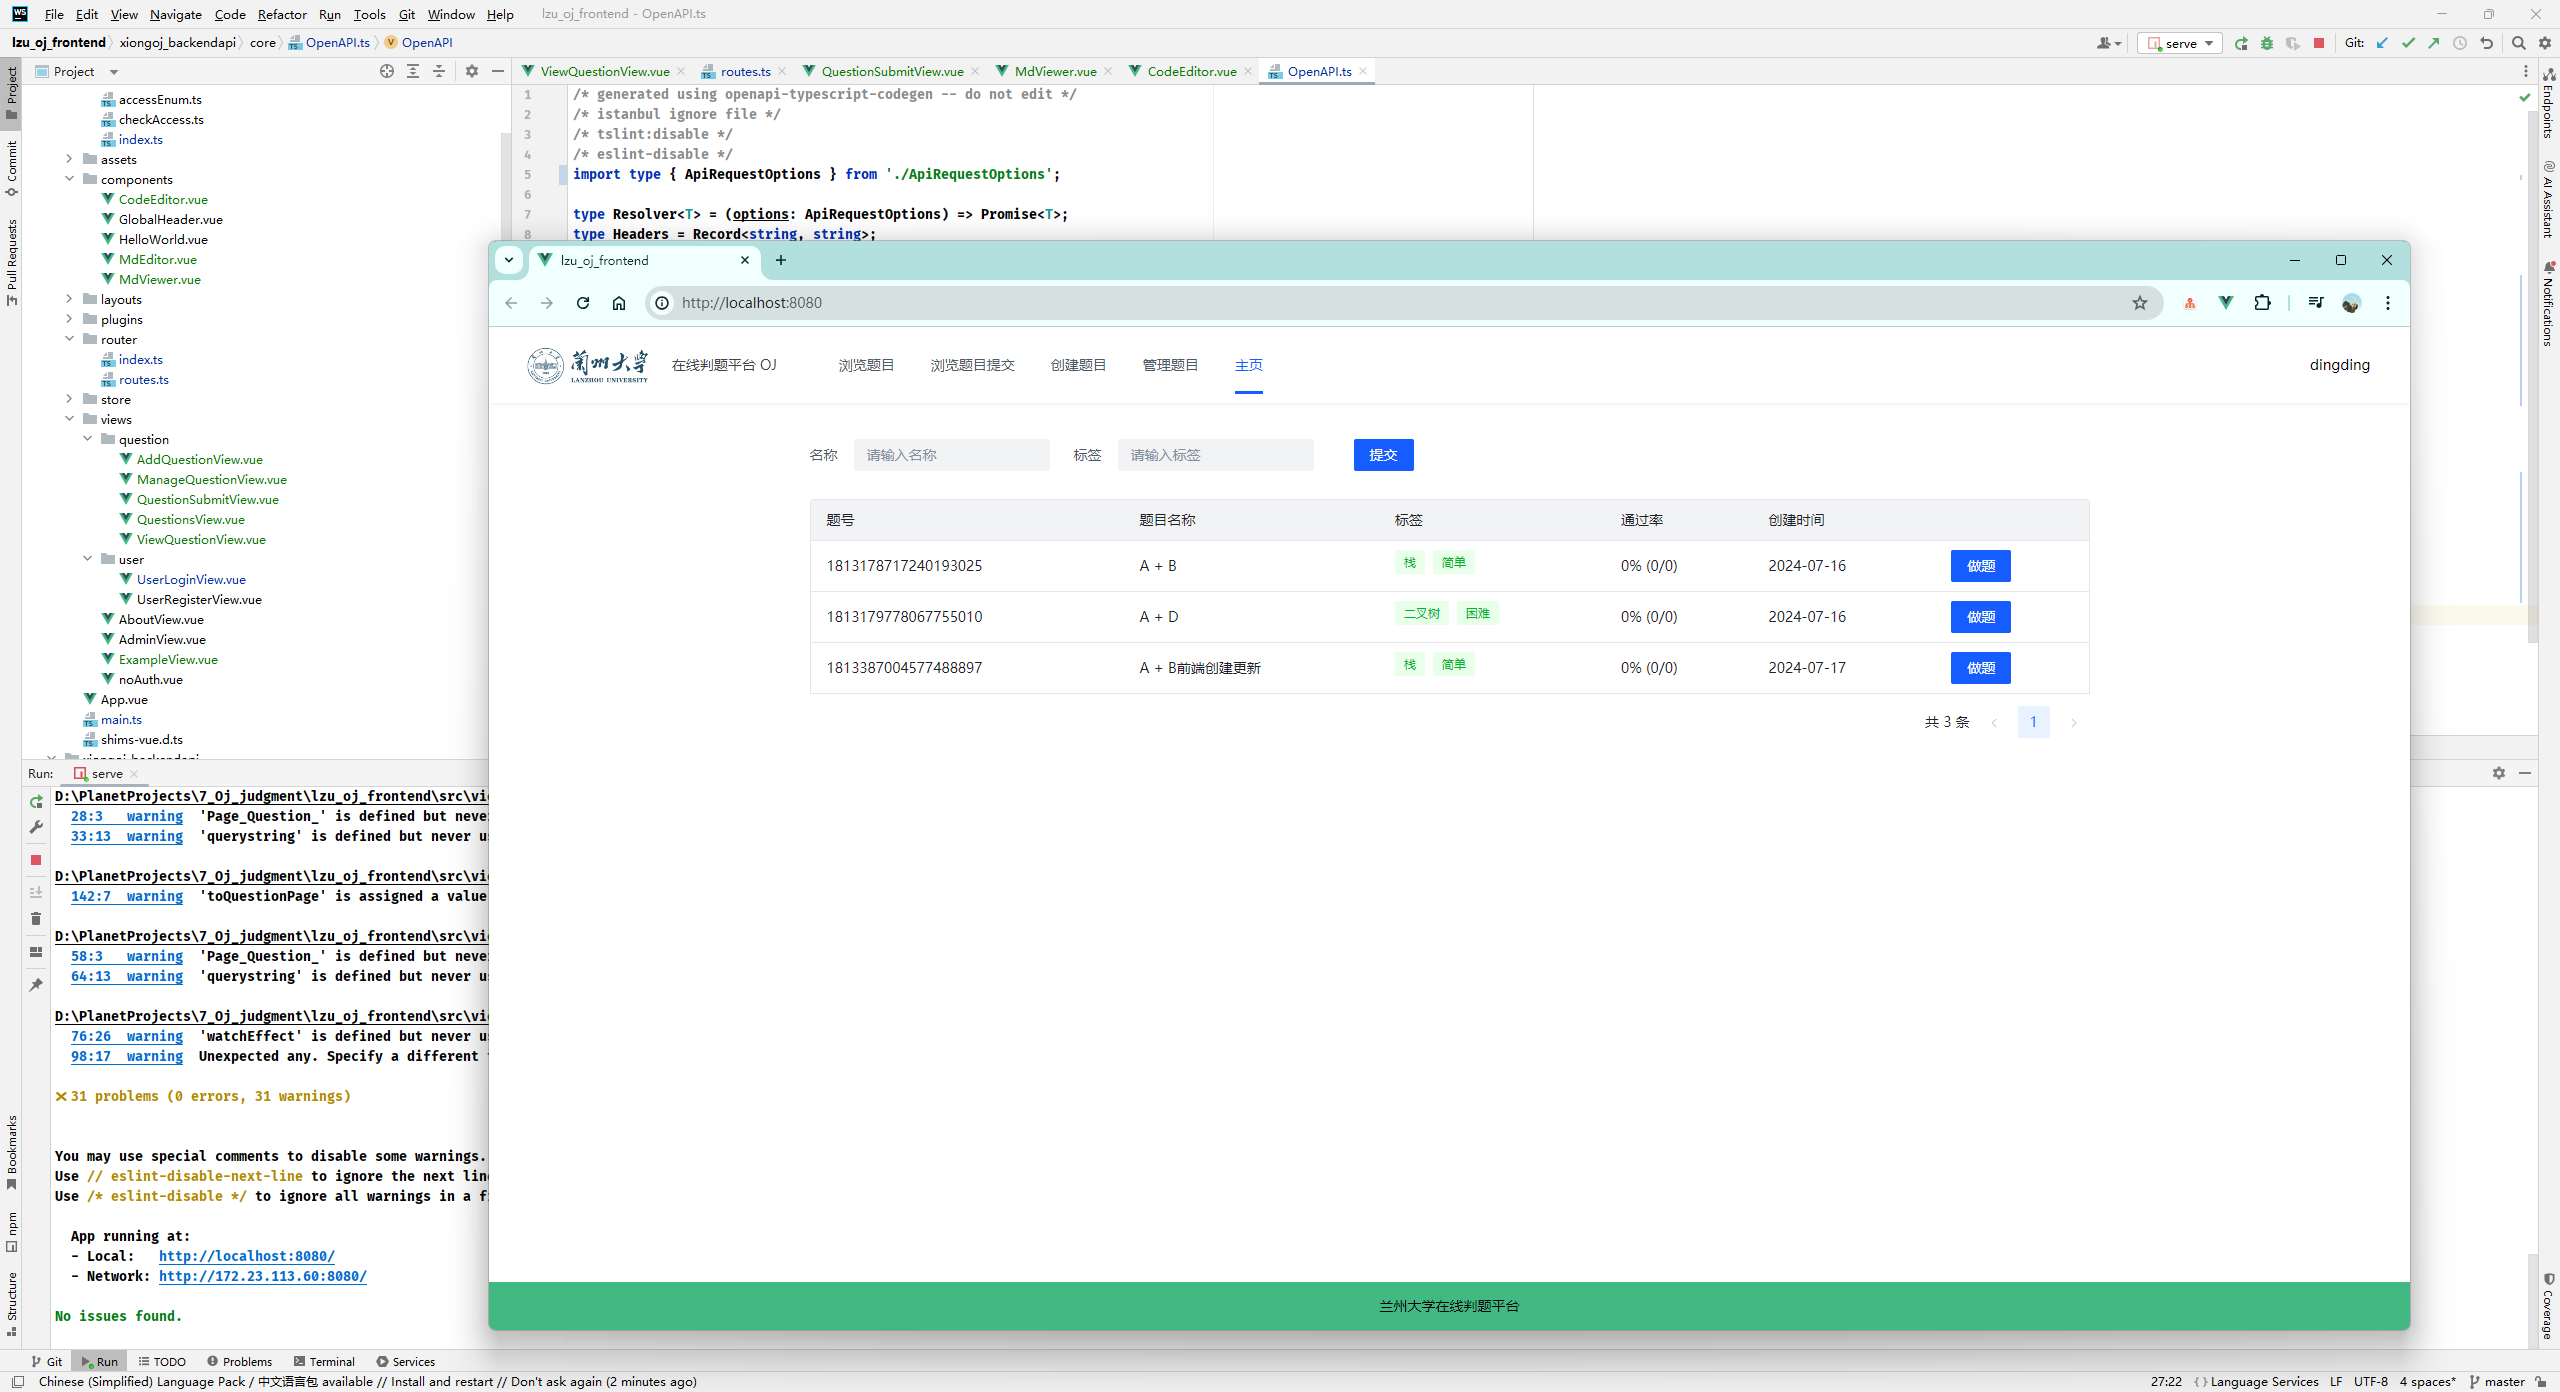 File Edit View Navigate Code Refactor Run Tools Git Window Help lzu_oj_frontend - OpenAPI.ts
lzu_oj_frontend xiongoj_backendapi core OpenAPI.ts OpenAPI
serve Git:
Project
ViewQuestionView.vue routes.ts QuestionSubmitView.vue MdViewer.vue CodeEditor.vue OpenAPI.ts
Project
Commit
Pull Requests
Bookmarks
npm
Structure
accessEnum.ts
checkAccess.ts
index.ts
assets
components
CodeEditor.vue
GlobalHeader.vue
HelloWorld.vue
MdEditor.vue
MdViewer.vue
layouts
plugins
router
index.ts
routes.ts
store
views
question
AddQuestionView.vue
ManageQuestionView.vue
QuestionSubmitView.vue
QuestionsView.vue
ViewQuestionView.vue
user
UserLoginView.vue
UserRegisterView.vue
AboutView.vue
AdminView.vue
ExampleView.vue
noAuth.vue
App.vue
main.ts
shims-vue.d.ts
1 /* generated using openapi-typescript-codegen -- do not edit */
2 /* istanbul ignore file */
3 /* tslint:disable */
4 /* eslint-disable */
5 import type { ApiRequestOptions } from './ApiRequestOptions';
6
7 type Resolver<T> = (options: ApiRequestOptions) => Promise<T>;
8 type Headers = Record<string, string>;
Endpoints
AI Assistant
Notifications
Coverage
lzu_oj_frontend
http://localhost:8080
蘭州大学 LANZHOU UNIVERSITY
在线判题平台 OJ 浏览题目 浏览题目提交 创建题目 管理题目 主页 dingding
名称 请输入名称 标签 请输入标签 提交
题号 题目名称 标签 通过率 创建时间
1813178717240193025 A + B 栈 简单 0% (0/0) 2024-07-16 做题
1813179778067755010 A + D 二叉树 困难 0% (0/0) 2024-07-16 做题
1813387004577488897 A + B前端创建更新 栈 简单 0% (0/0) 2024-07-17 做题
共 3 条 1
兰州大学在线判题平台
Run: serve
D:\PlanetProjects\7_Oj_judgment\lzu_oj_frontend\src\vi
28:3 warning 'Page_Question_' is defined but neve
33:13 warning 'querystring' is defined but never u
D:\PlanetProjects\7_Oj_judgment\lzu_oj_frontend\src\vi
142:7 warning 'toQuestionPage' is assigned a value
D:\PlanetProjects\7_Oj_judgment\lzu_oj_frontend\src\vi
58:3 warning 'Page_Question_' is defined but neve
64:13 warning 'querystring' is defined but never u
D:\PlanetProjects\7_Oj_judgment\lzu_oj_frontend\src\vi
76:26 warning 'watchEffect' is defined but never u
98:17 warning Unexpected any. Specify a different
31 problems (0 errors, 31 warnings)
You may use special comments to disable some warnings.
Use // eslint-disable-next-line to ignore the next lin
Use /* eslint-disable */ to ignore all warnings in a f
App running at:
- Local: http://localhost:8080/
- Network: http://172.23.113.60:8080/
No issues found.
Git Run TODO Problems Terminal Services
Chinese (Simplified) Language Pack / 中文语言包 available // Install and restart // Don't ask again (2 minutes ago)
27:22 Language Services LF UTF-8 4 spaces* master